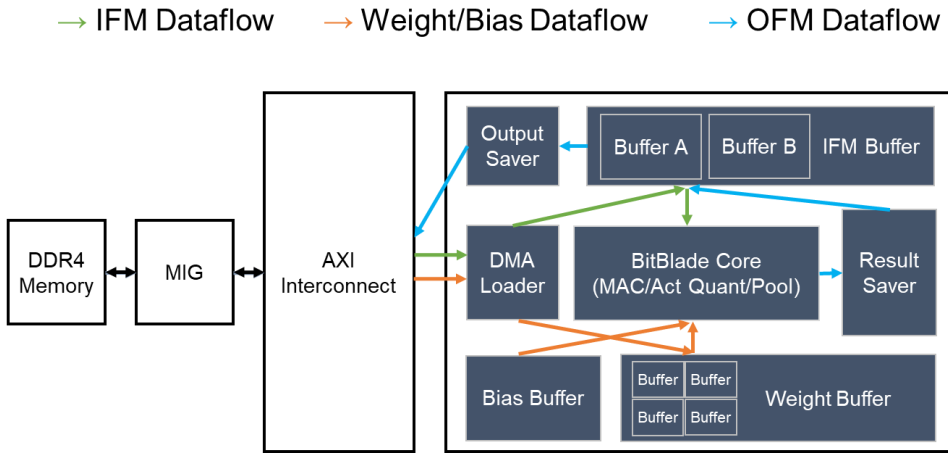 → IFM Dataflow → Weight/Bias Dataflow → OFM Dataflow
Output
Saver
Buffer A
Buffer B
IFM Buffer
DDR4
Memory
MIG
AXI
Interconnect
DMA
Loader
BitBlade Core
(MAC/Act Quant/Pool)
Result
Saver
Bias Buffer
Buffer Buffer
Buffer Buffer
Weight Buffer